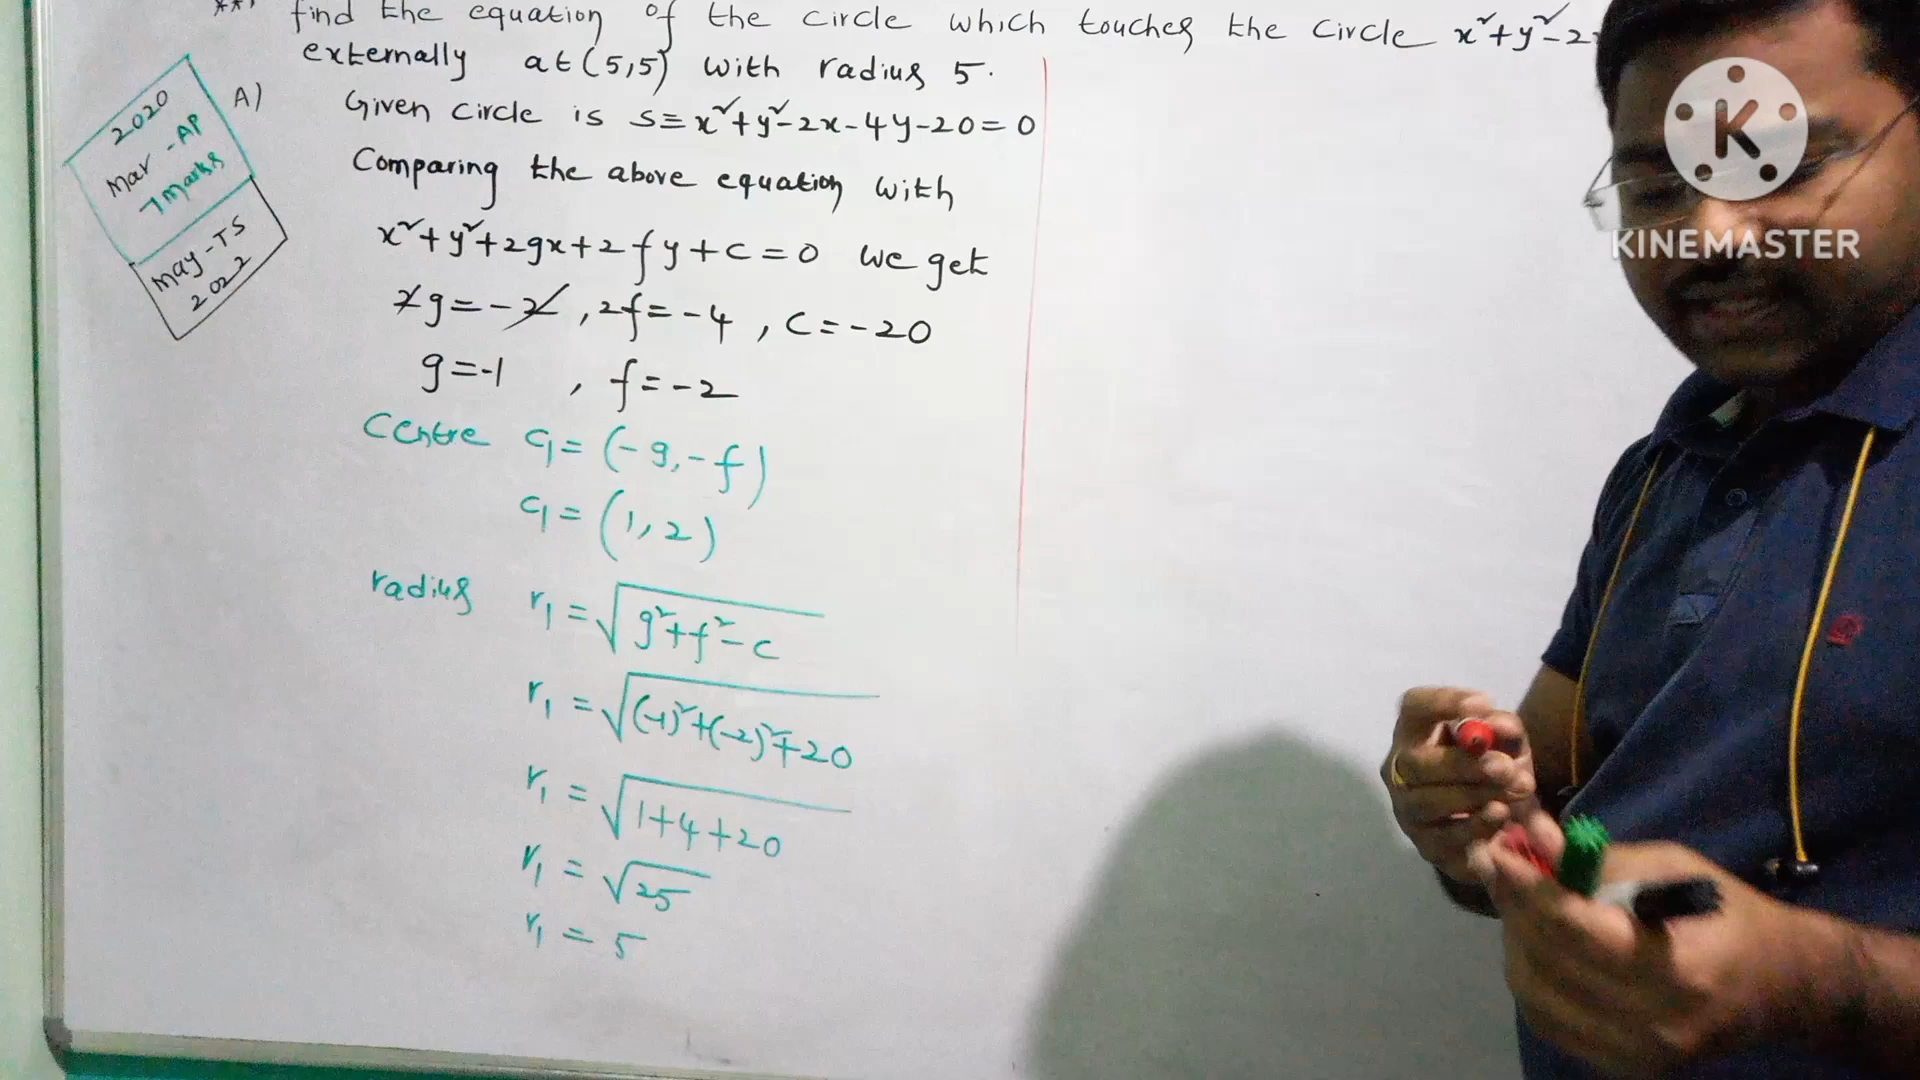 *** find the equation of the circle which touches the circle x²+y²-2
externally at (5,5) with radius 5.
A) Given circle is S≡x²+y²-2x-4y-20=0
Comparing the above equation with
x²+y²+2gx+2fy+c=0 we get
2g=-2, 2f=-4, c=-20
g=-1, f=-2
Centre C₁=(-g,-f)
C₁=(1,2)
radius r₁=√g²+f²-c
r₁=√(-1)²+(-2)²+20
r₁=√1+4+20
r₁=√25
r₁=5
2020
Mar-AP
7 Marks
May-TS
2022
K
KINEMASTER